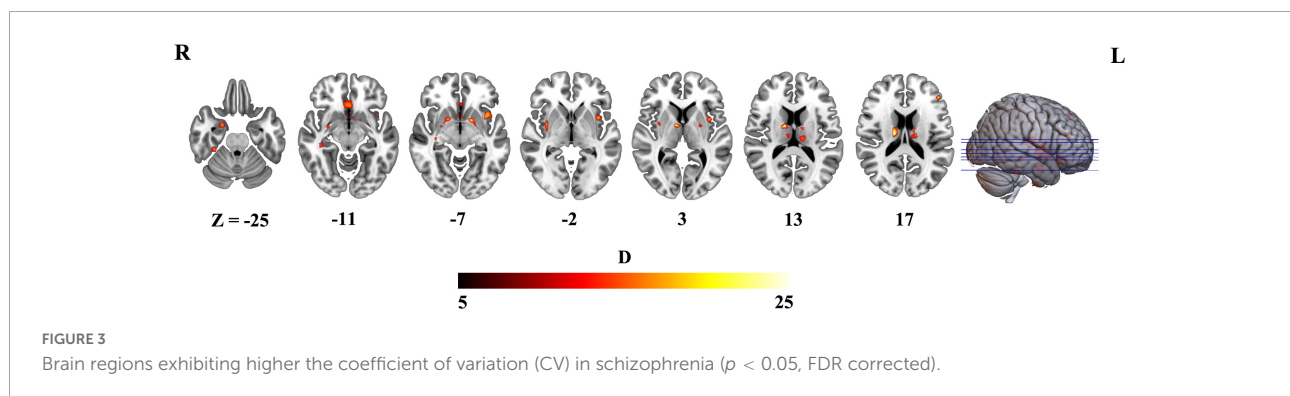 R L
Z = -25 -11 -7 -2 3 13 17
D
5 25
FIGURE 3
Brain regions exhibiting higher the coefficient of variation (CV) in schizophrenia (p < 0.05, FDR corrected).